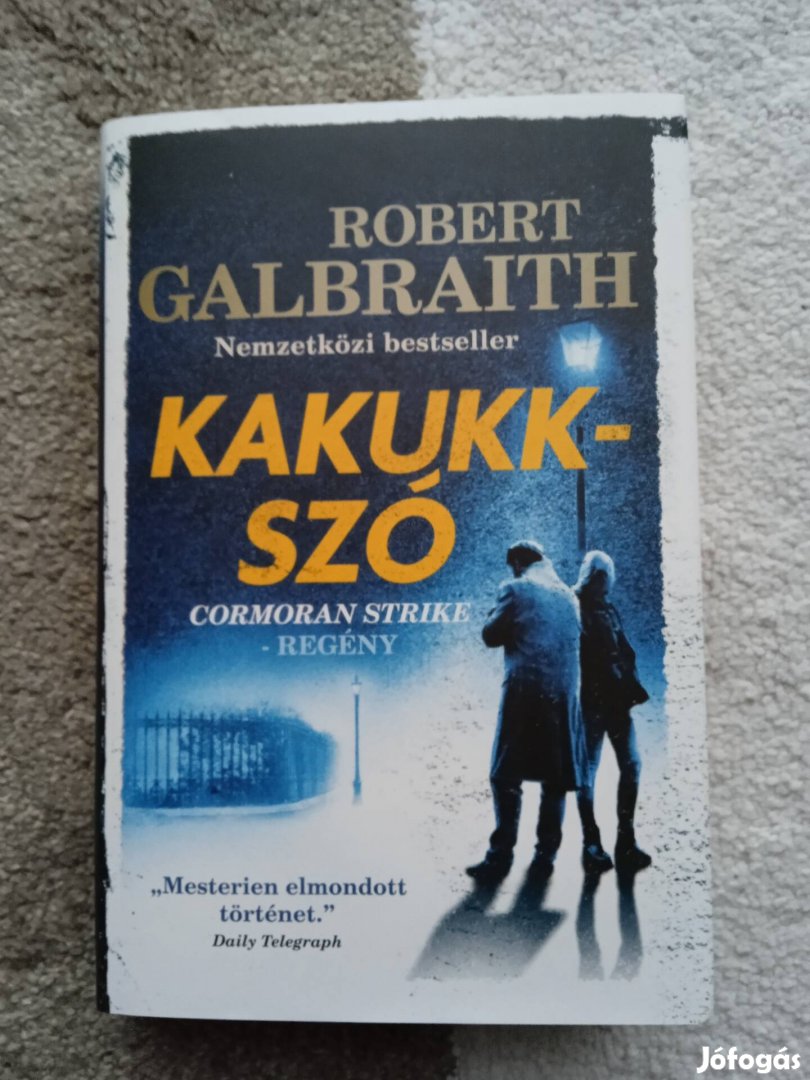 ROBERT
GALBRAITH
Nemzetközi bestseller
KAKUKK-
SZÓ
CORMORAN STRIKE
- REGÉNY
„Mesterien elmondott
történet.”
Daily Telegraph
Jófogás